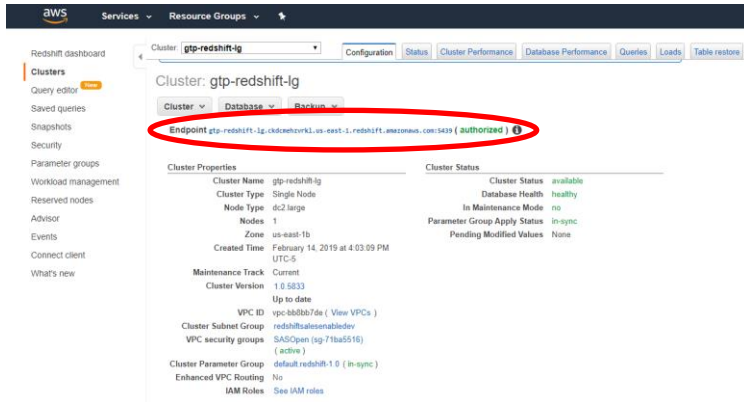 aws Services Resource Groups
Redshift dashboard
Clusters
Query editor New
Saved queries
Snapshots
Security
Parameter groups
Workload management
Reserved nodes
Advisor
Events
Connect client
What's new
Cluster: gtp-redshift-lg Configuration Status Cluster Performance Database Performance Queries Loads Table restore
Cluster: gtp-redshift-lg
Cluster Database Backup
Endpoint gtp-redshift-lg.ckdcmehzvrkl.us-east-1.redshift.amazonaws.com:5439 ( authorized )
Cluster Properties
Cluster Name gtp-redshift-lg
Cluster Type Single Node
Node Type dc2.large
Nodes 1
Zone us-east-1b
Created Time February 14, 2019 at 4:03:09 PM
UTC-5
Maintenance Track Current
Cluster Version 1.0.5833
Up to date
VPC ID vpc-bb8bb7de ( View VPCs )
Cluster Subnet Group redshiftsalesenabledev
VPC security groups SASOpen (sg-71ba5516)
( active )
Cluster Parameter Group default.redshift-1.0 ( in-sync )
Enhanced VPC Routing No
IAM Roles See IAM roles
Cluster Status
Cluster Status available
Database Health healthy
In Maintenance Mode no
Parameter Group Apply Status in-sync
Pending Modified Values None